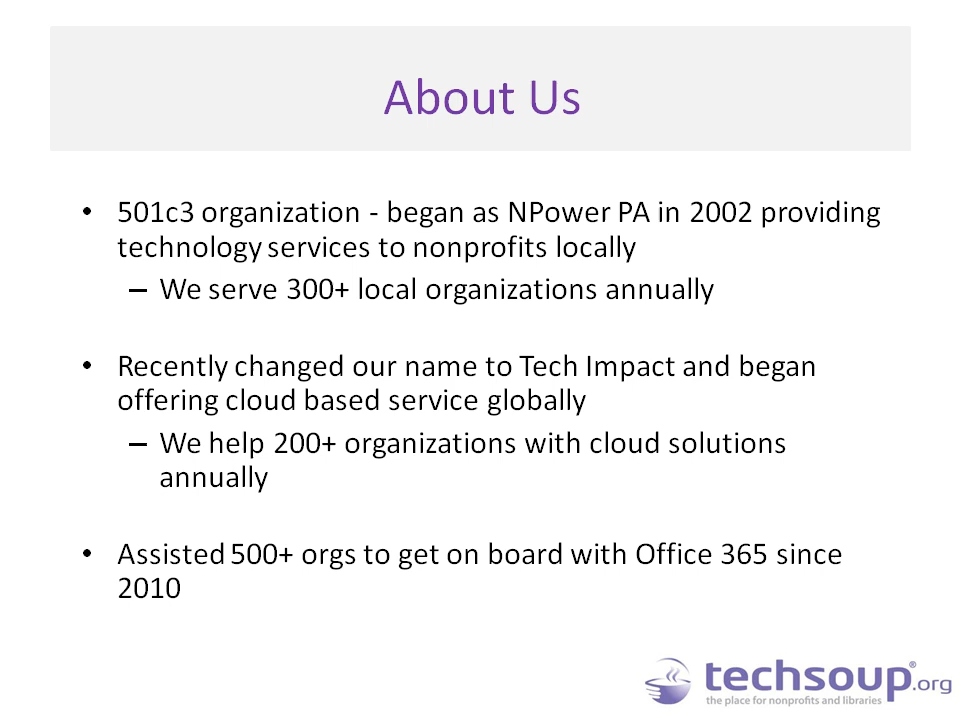 About Us
• 501c3 organization - began as NPower PA in 2002 providing
technology services to nonprofits locally
– We serve 300+ local organizations annually
• Recently changed our name to Tech Impact and began
offering cloud based service globally
– We help 200+ organizations with cloud solutions
annually
• Assisted 500+ orgs to get on board with Office 365 since
2010
techsoup®.org
the place for nonprofits and libraries